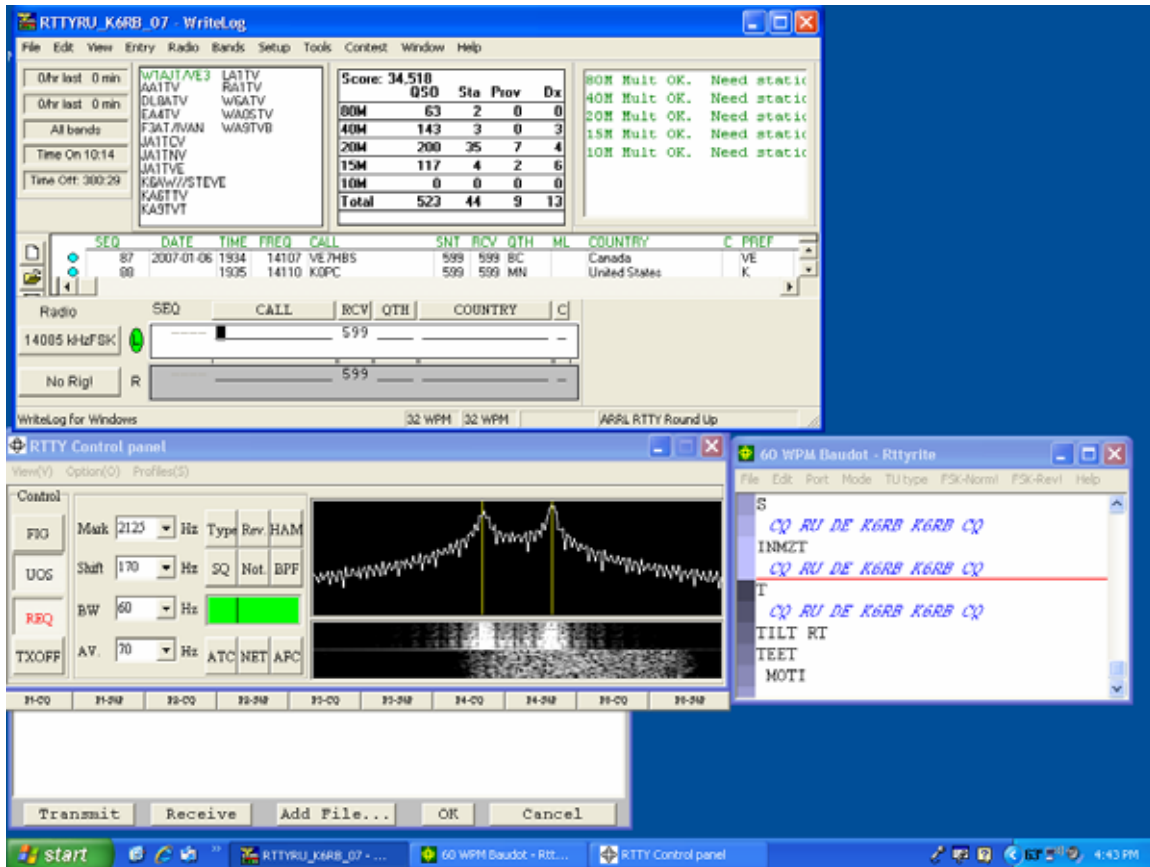 RTTYRU_K6RB_07 - WriteLog
File Edit View Entry Radio Bands Setup Tools Contest Window Help
0/hr last 0 min
0/hr last 0 min
All bands
Time On 10:14
Time Off: 300:29
W1AJT/VE3 LA1TV
AA1TV RA1TV
DL8ATV W6ATV
EA4TV WA0STV
F3AT/IVAN WA9TVB
JA1TCV
JA1TNV
JA1TVE
K6AW//STEVE
KA6TTV
KA9TVT
Score: 34,518
QSO Sta Prov Dx
80M 63 2 0 0
40M 143 3 0 3
20M 200 35 7 4
15M 117 4 2 6
10M 0 0 0 0
Total 523 44 9 13
80M Mult OK. Need static
40M Mult OK. Need static
20M Mult OK. Need static
15M Mult OK. Need static
10M Mult OK. Need static
SEQ DATE TIME FREQ CALL SNT RCV QTH ML COUNTRY C PREF
87 2007-01-06 1934 14107 VE7HBS 599 599 BC Canada VE
88 1935 14110 K0PC 599 599 MN United States K
Radio SEQ CALL RCV QTH COUNTRY C
14085 kHzFSK L 599
No Rig! R 599
WriteLog for Windows 32 WPM 32 WPM ARRL RTTY Round Up
RTTY Control panel
View(V) Option(O) Profiles(S)
Control
FIG Mark 2125 Hz Type Rev. HAM
UOS Shift 170 Hz SQ Not. BPF
REQ BW 60 Hz
TXOFF AV. 70 Hz ATC NET AFC
60 WPM Baudot - Rttyrite
File Edit Port Mode TU type FSK-Norm! FSK-Rev! Help
S
CQ RU DE K6RB K6RB CQ
INMZT
CQ RU DE K6RB K6RB CQ
T
CQ RU DE K6RB K6RB CQ
TILT RT
TEET
MOTI
Transmit Receive Add File... OK Cancel
start RTTYRU_K6RB_07 - ... 60 WPM Baudot - Rtt... RTTY Control panel 4:43 PM